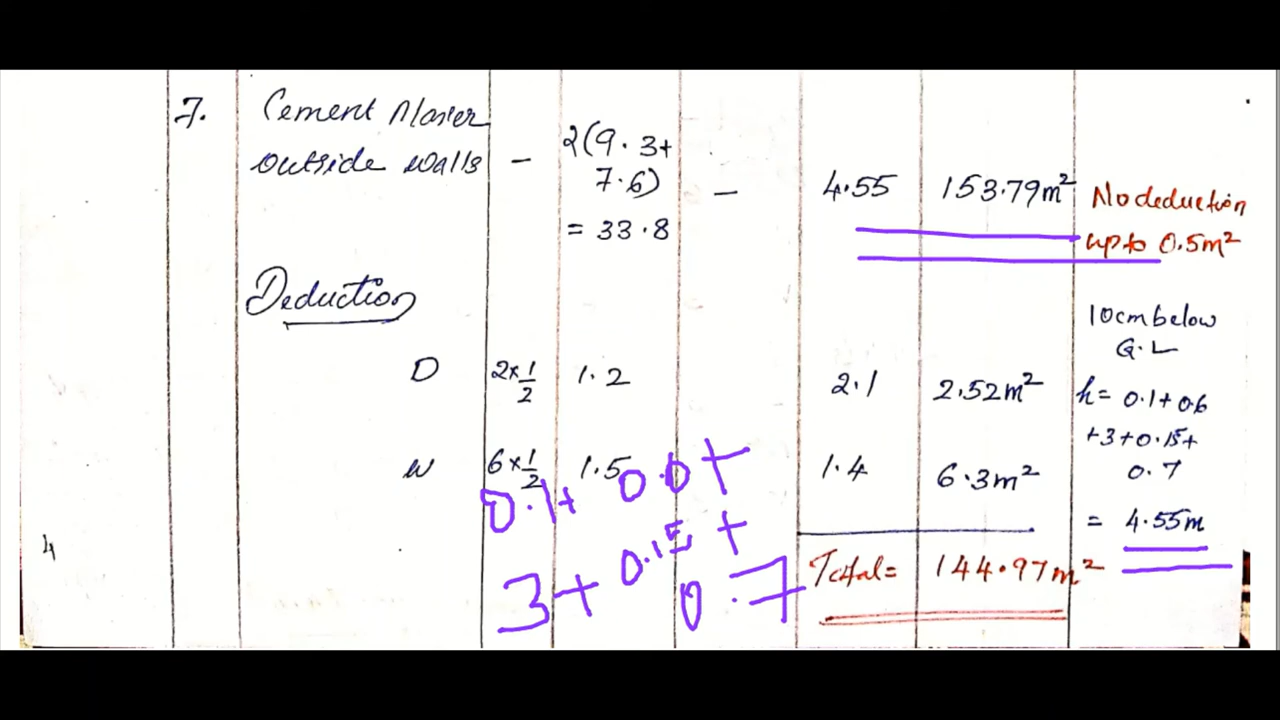 7. Cement Plaster
outside walls - 2(9.3+
7.6) - 4.55 153.79m² No deduction
= 33.8 upto 0.5m²
Deduction
10cm below
G.L
D 2×1/2 1.2 2.1 2.52m² h= 0.1+0.6
+3+0.15+
W 6×1/2 1.5 1.4 6.3m² 0.7
= 4.55m
Total= 144.97m²
0.1+ 0.6+
3+ 0.15+
0.7
4